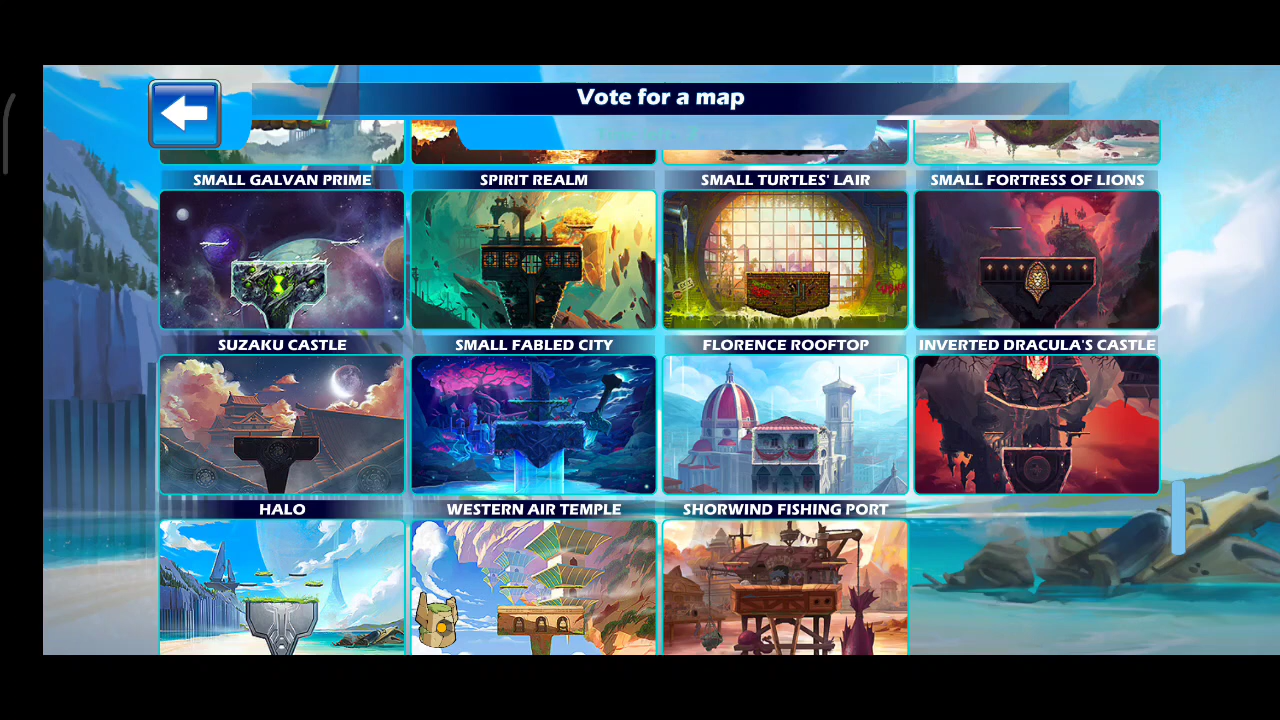 Vote for a map
SMALL GALVAN PRIME
SPIRIT REALM
SMALL TURTLES' LAIR
SMALL FORTRESS OF LIONS
SUZAKU CASTLE
SMALL FABLED CITY
FLORENCE ROOFTOP
INVERTED DRACULA'S CASTLE
HALO
WESTERN AIR TEMPLE
SHORWIND FISHING PORT